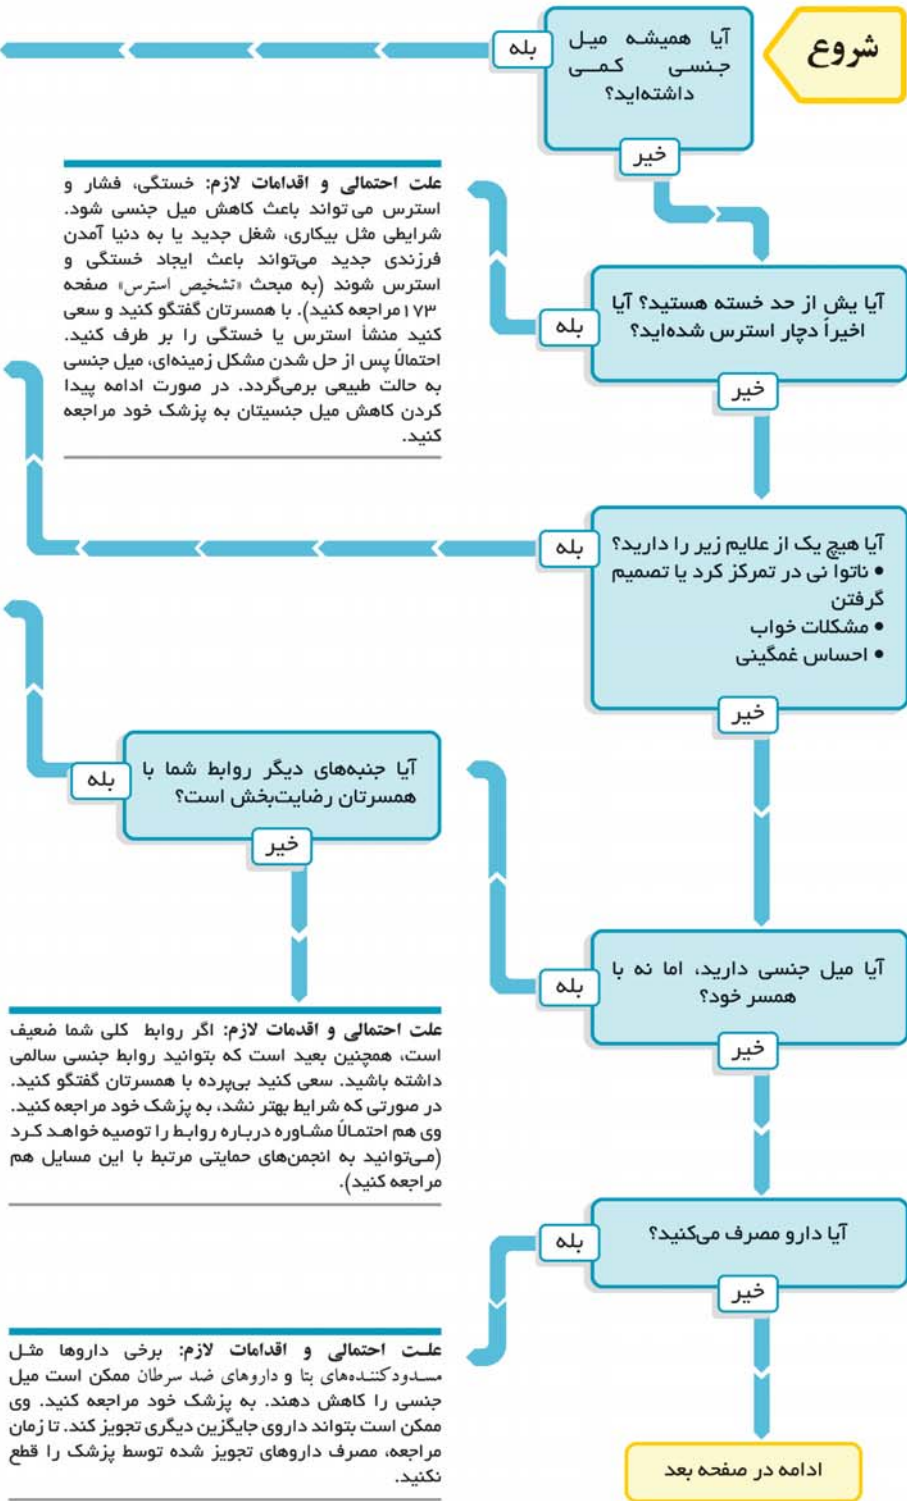 شروع
آیا همیشه میل
جنسی کمی
داشته‌اید؟
بله
خیر
علت احتمالی و اقدامات لازم: خستگی، فشار و
استرس می تواند باعث کاهش میل جنسی شود.
شرایطی مثل بیکاری، شغل جدید یا به دنیا آمدن
فرزندی جدید می‌تواند باعث ایجاد خستگی و
استرس شوند (به مبحث «تشخیص استرس» صفحه
۱۷۳مراجعه کنید). با همسرتان گفتگو کنید و سعی
کنید منشأ استرس یا خستگی را بر طرف کنید.
احتمالاً پس از حل شدن مشکل زمینه‌ای، میل جنسی
به حالت طبیعی برمی‌گردد. در صورت ادامه پیدا
کردن کاهش میل جنسیتان به پزشک خود مراجعه
کنید.
آیا یش از حد خسته هستید؟ آیا
اخیراً دچار استرس شده‌اید؟
بله
خیر
آیا هیچ یک از علایم زیر را دارید؟
• ناتوا نی در تمرکز کرد یا تصمیم
گرفتن
• مشکلات خواب
• احساس غمگینی
بله
خیر
آیا جنبه‌های دیگر روابط شما با
همسرتان رضایت‌بخش است؟
بله
خیر
آیا میل جنسی دارید، اما نه با
همسر خود؟
بله
خیر
علت احتمالی و اقدمات لازم: اگر روابط کلی شما ضعیف
است، همچنین بعید است که بتوانید روابط جنسی سالمی
داشته باشید. سعی کنید بی‌پرده با همسرتان گفتگو کنید.
در صورتی که شرایط بهتر نشد، به پزشک خود مراجعه کنید.
وی هم احتمالاً مشاوره درباره روابط را توصیه خواهد کرد
(می‌توانید به انجمن‌های حمایتی مرتبط با این مسایل هم
مراجعه کنید).
آیا دارو مصرف می‌کنید؟
بله
خیر
علت احتمالی و اقدامات لازم: برخی داروها مثل
مسدودکننده‌های بتا و داروهای ضد سرطان ممکن است میل
جنسی را کاهش دهند. به پزشک خود مراجعه کنید. وی
ممکن است بتواند داروی جایگزین دیگری تجویز کند. تا زمان
مراجعه، مصرف داروهای تجویز شده توسط پزشک را قطع
نکنید.
ادامه در صفحه بعد